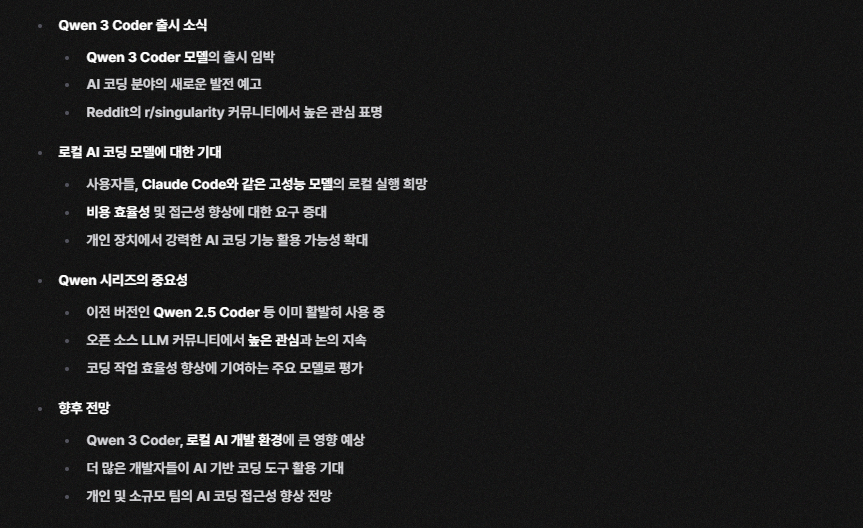 Qwen 3 Coder 출시 소식
Qwen 3 Coder 모델의 출시 임박
AI 코딩 분야의 새로운 발전 예고
Reddit의 r/singularity 커뮤니티에서 높은 관심 표명
로컬 AI 코딩 모델에 대한 기대
사용자들, Claude Code와 같은 고성능 모델의 로컬 실행 희망
비용 효율성 및 접근성 향상에 대한 요구 증대
개인 장치에서 강력한 AI 코딩 기능 활용 가능성 확대
Qwen 시리즈의 중요성
이전 버전인 Qwen 2.5 Coder 등 이미 활발히 사용 중
오픈 소스 LLM 커뮤니티에서 높은 관심과 논의 지속
코딩 작업 효율성 향상에 기여하는 주요 모델로 평가
향후 전망
Qwen 3 Coder, 로컬 AI 개발 환경에 큰 영향 예상
더 많은 개발자들이 AI 기반 코딩 도구 활용 기대
개인 및 소규모 팀의 AI 코딩 접근성 향상 전망